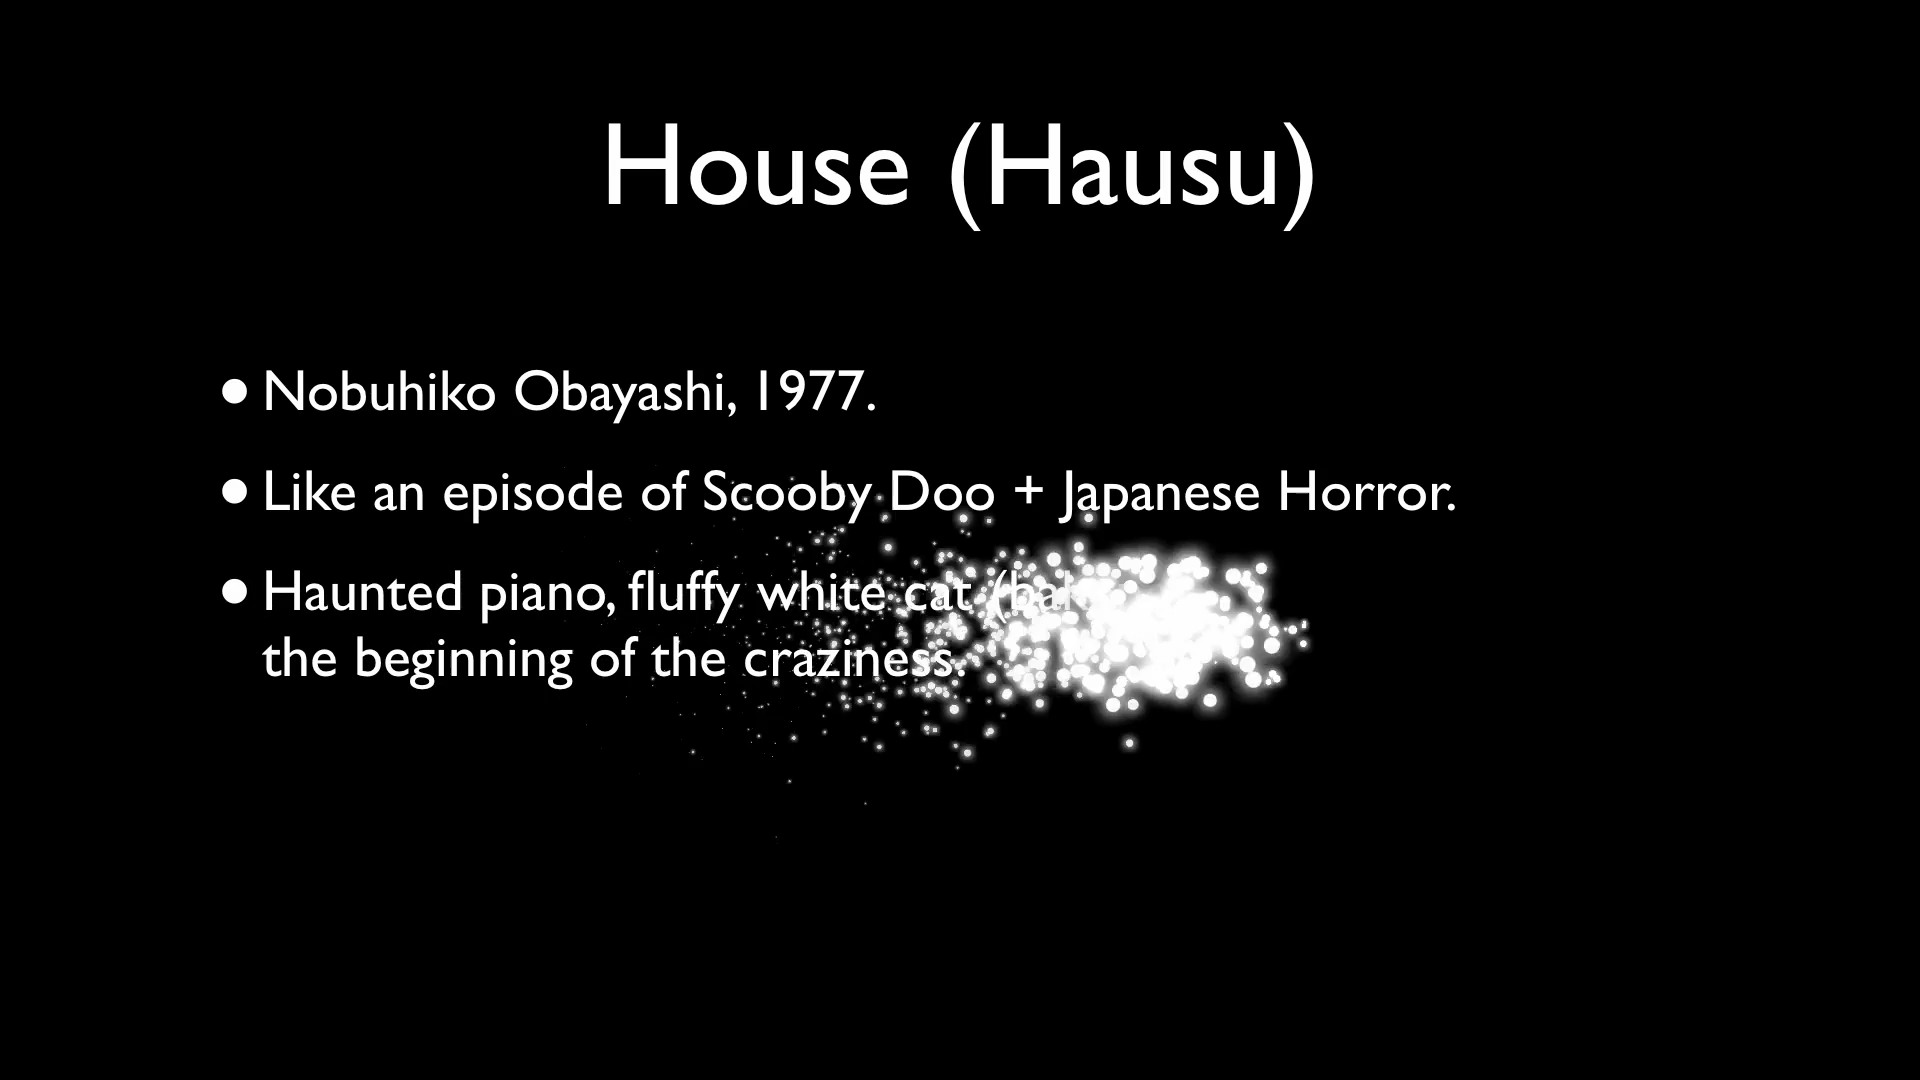 House (Hausu)
• Nobuhiko Obayashi, 1977.
• Like an episode of Scooby Doo + Japanese Horror.
• Haunted piano, fluffy white cat
the beginning of the craziness.